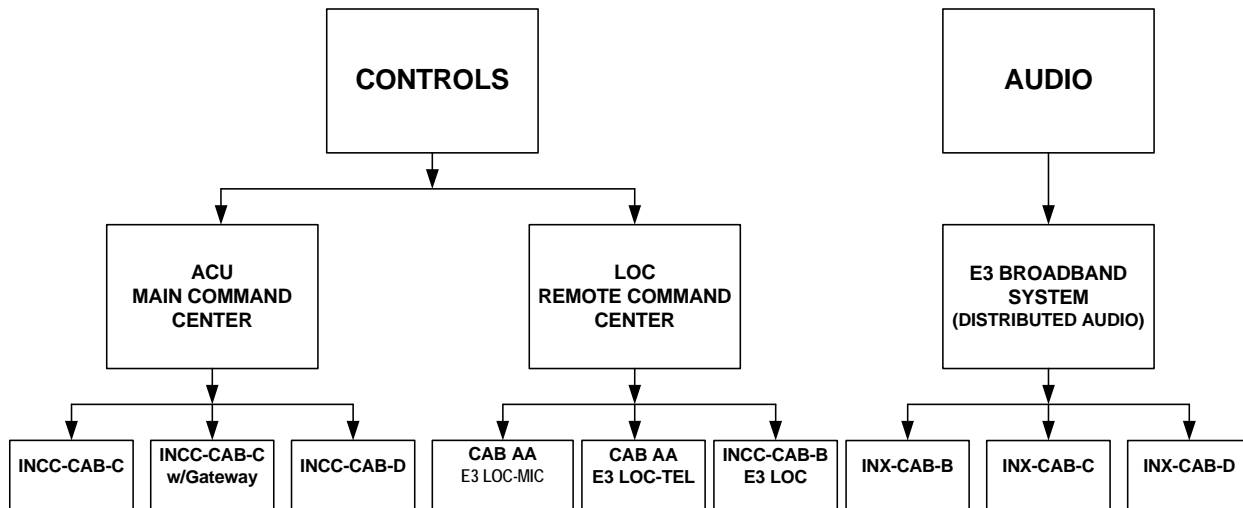 CONTROLS
AUDIO
ACU
MAIN COMMAND
CENTER
LOC
REMOTE COMMAND
CENTER
E3 BROADBAND
SYSTEM
(DISTRIBUTED AUDIO)
INCC-CAB-C
INCC-CAB-C
w/Gateway
INCC-CAB-D
CAB AA
E3 LOC-MIC
CAB AA
E3 LOC-TEL
INCC-CAB-B
E3 LOC
INX-CAB-B
INX-CAB-C
INX-CAB-D